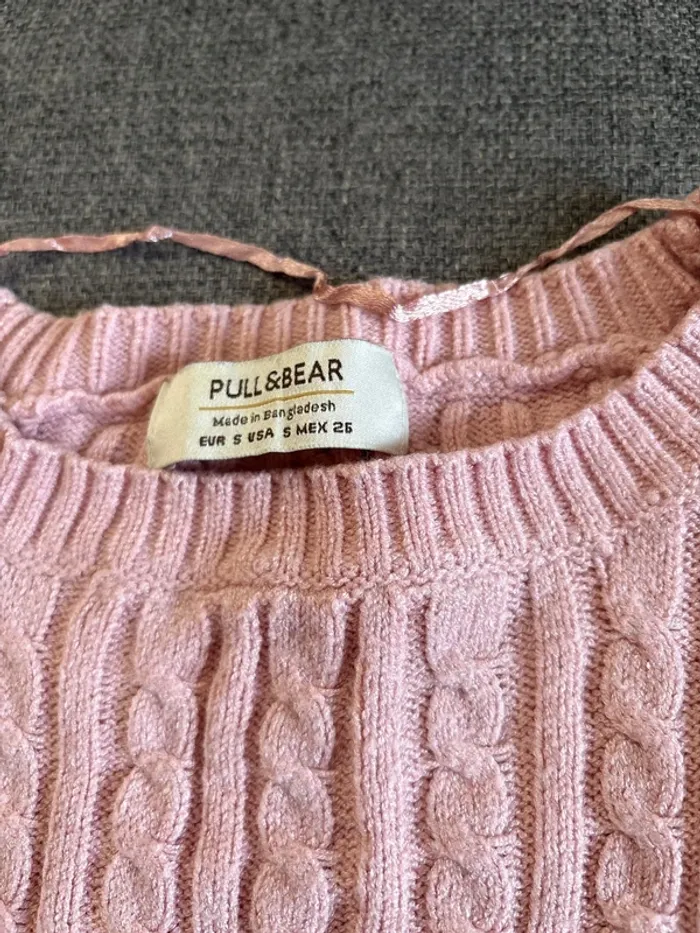 PULL&BEAR
Made in Bangladesh
EUR S USA S MEX 26